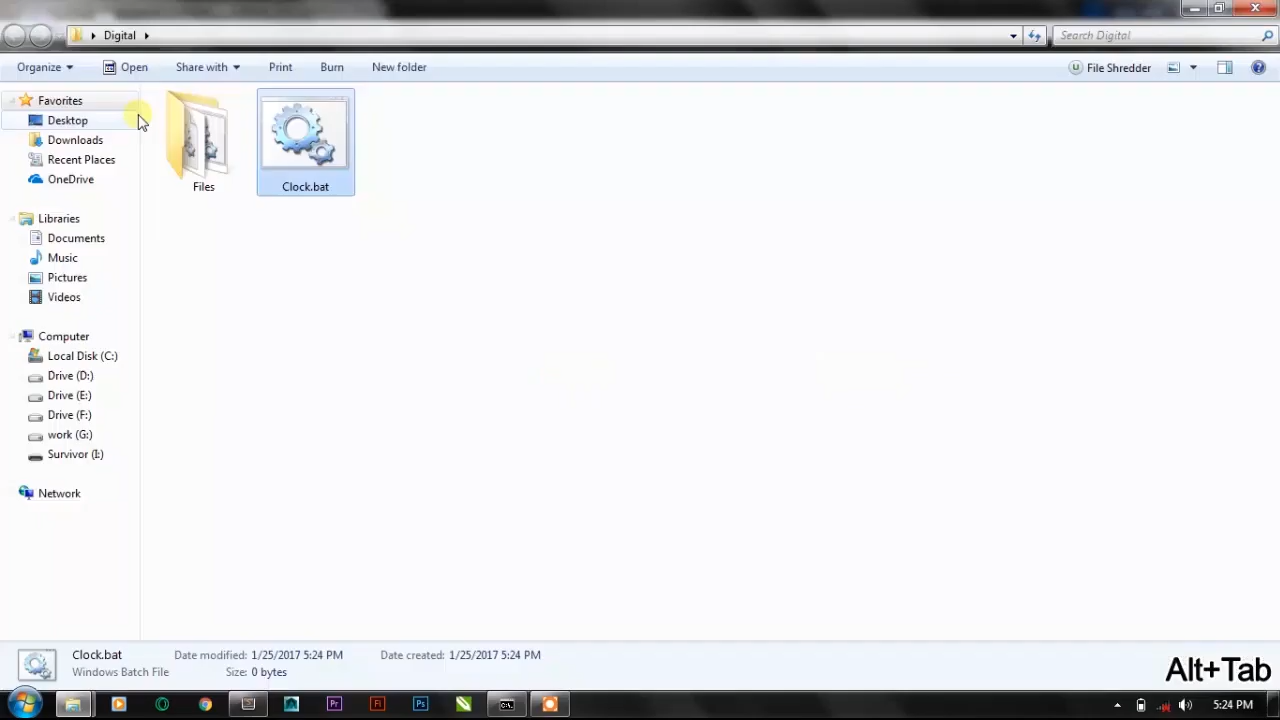 Digital
Search Digital
Organize
Open
Share with
Print
Burn
New folder
File Shredder
Favorites
Desktop
Downloads
Recent Places
OneDrive
Libraries
Documents
Music
Pictures
Videos
Computer
Local Disk (C:)
Drive (D:)
Drive (E:)
Drive (F:)
work (G:)
Survivor (I:)
Network
Files
Clock.bat
Clock.bat
Date modified: 1/25/2017 5:24 PM
Date created: 1/25/2017 5:24 PM
Windows Batch File
Size: 0 bytes
Alt+Tab
Pr
Fl
Ps
5:24 PM